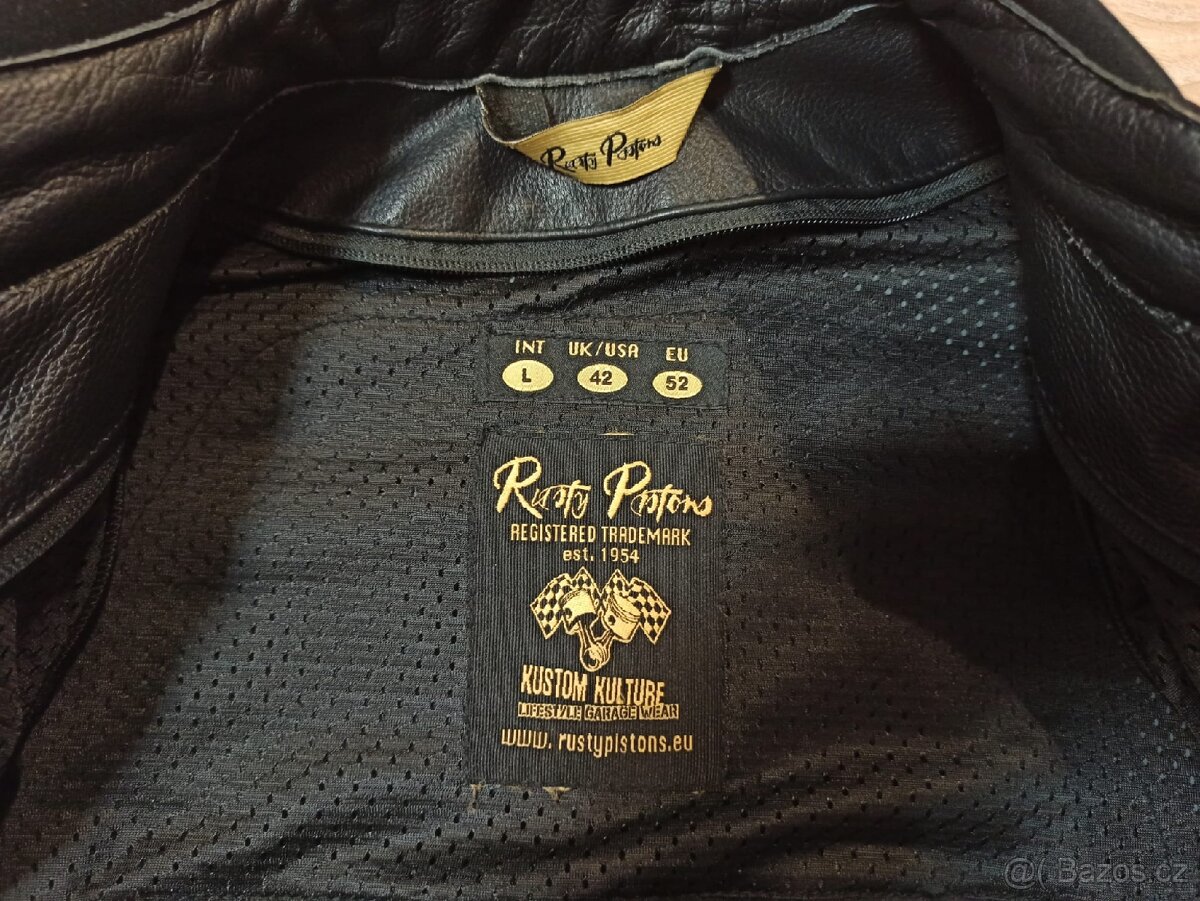 Rusty Pistons
INT UK/USA EU
L 42 52
Rusty Pistons
REGISTERED TRADEMARK
est. 1954
KUSTOM KULTURE
LIFESTYLE GARAGE WEAR
www.rustypistons.eu
@( Bazos.cz